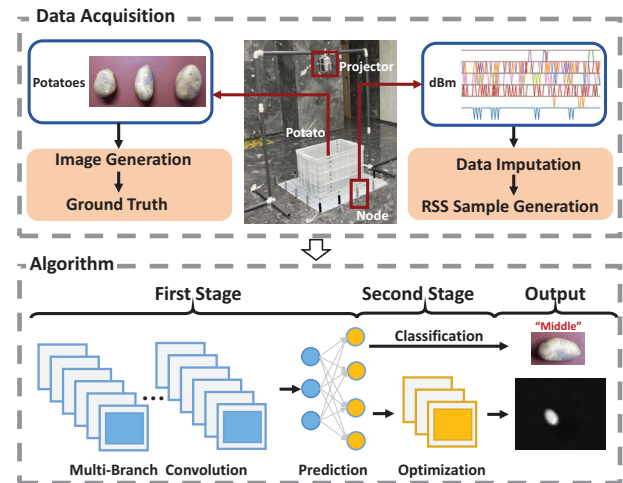 Data Acquisition
Potatoes
Projector
dBm
Potato
Image Generation
Ground Truth
Node
Data Imputation
RSS Sample Generation
Algorithm
First Stage
Second Stage
Output
Classification
"Middle"
Multi-Branch Convolution
Prediction
Optimization